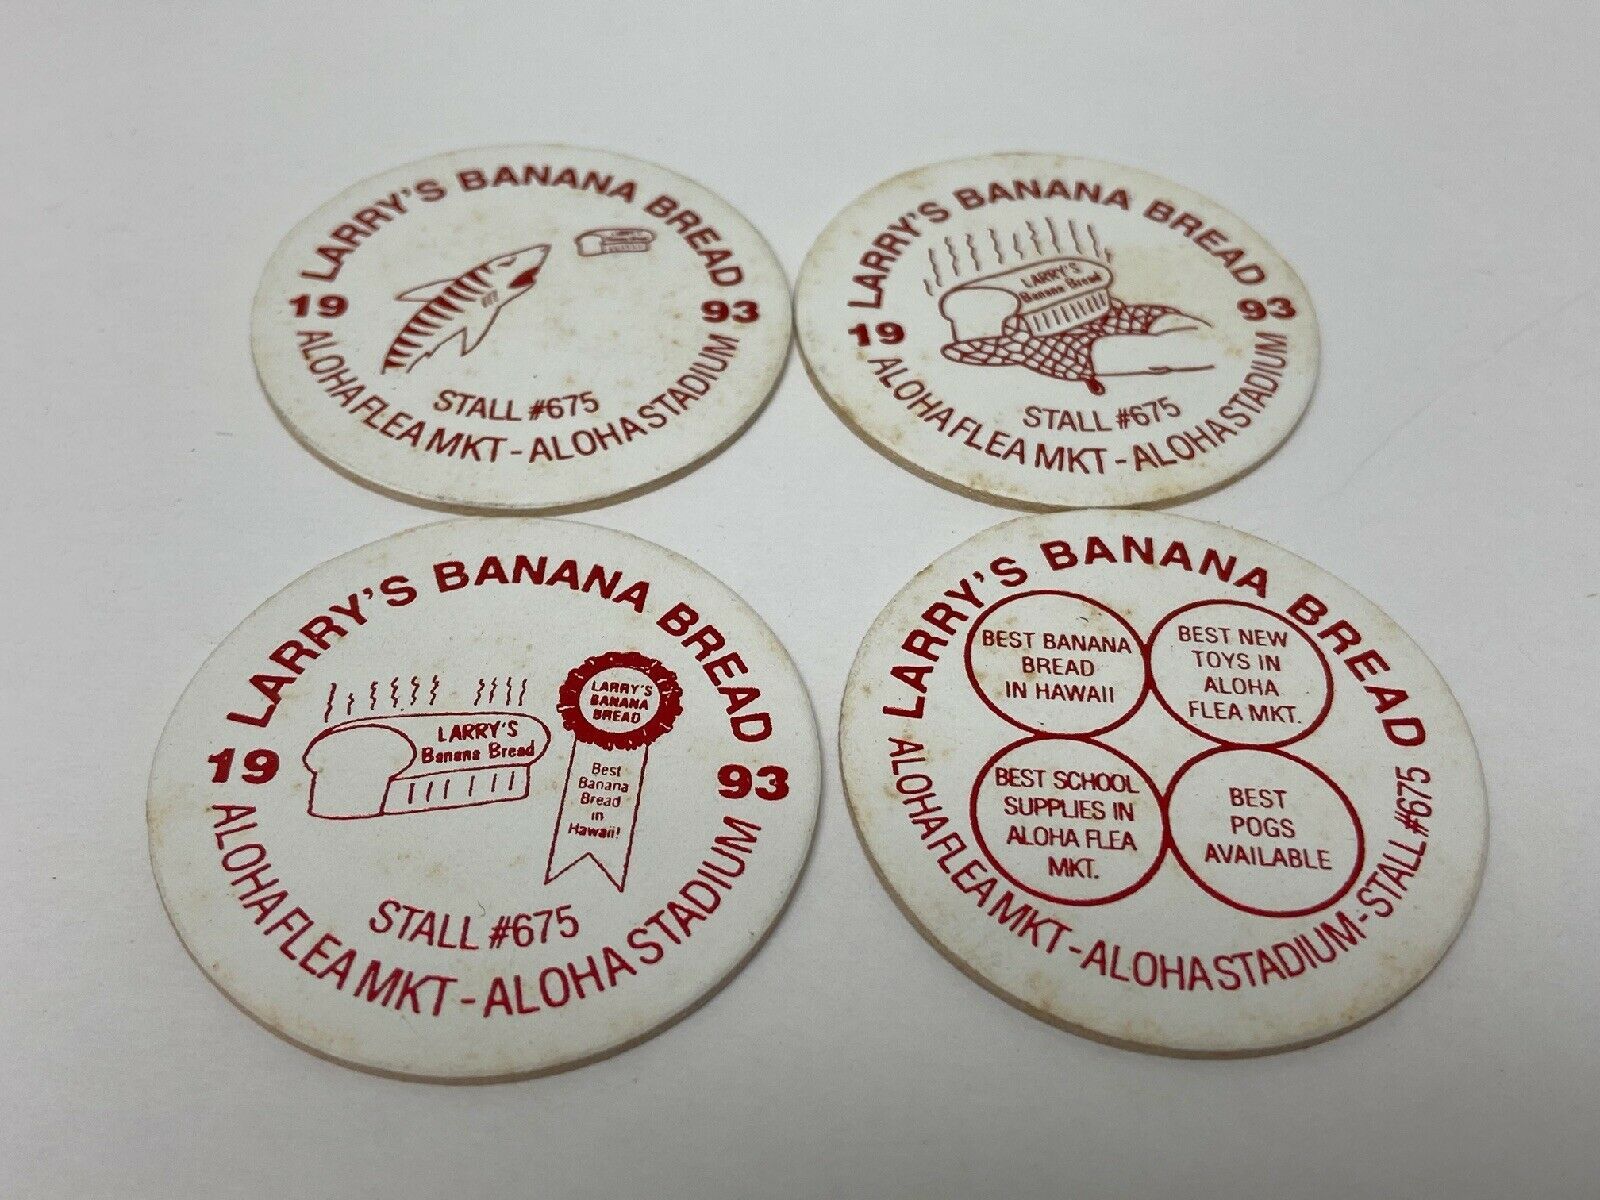 LARRY'S BANANA BREAD
LARRY'S
Banana Bread
19 93
STALL #675
ALOHA FLEA MKT - ALOHA STADIUM
LARRY'S BANANA BREAD
LARRY'S
Banana Bread
19 93
STALL #675
ALOHA FLEA MKT - ALOHA STADIUM
LARRY'S BANANA BREAD
LARRY'S
Banana Bread
LARRY'S
BANANA
BREAD
Best
Banana
Bread
in
Hawaii!
19 93
STALL #675
ALOHA FLEA MKT - ALOHA STADIUM
LARRY'S BANANA BREAD
BEST BANANA
BREAD
IN HAWAII
BEST NEW
TOYS IN
ALOHA
FLEA MKT.
BEST SCHOOL
SUPPLIES IN
ALOHA FLEA
MKT.
BEST
POGS
AVAILABLE
ALOHA FLEA MKT - ALOHA STADIUM - STALL #675